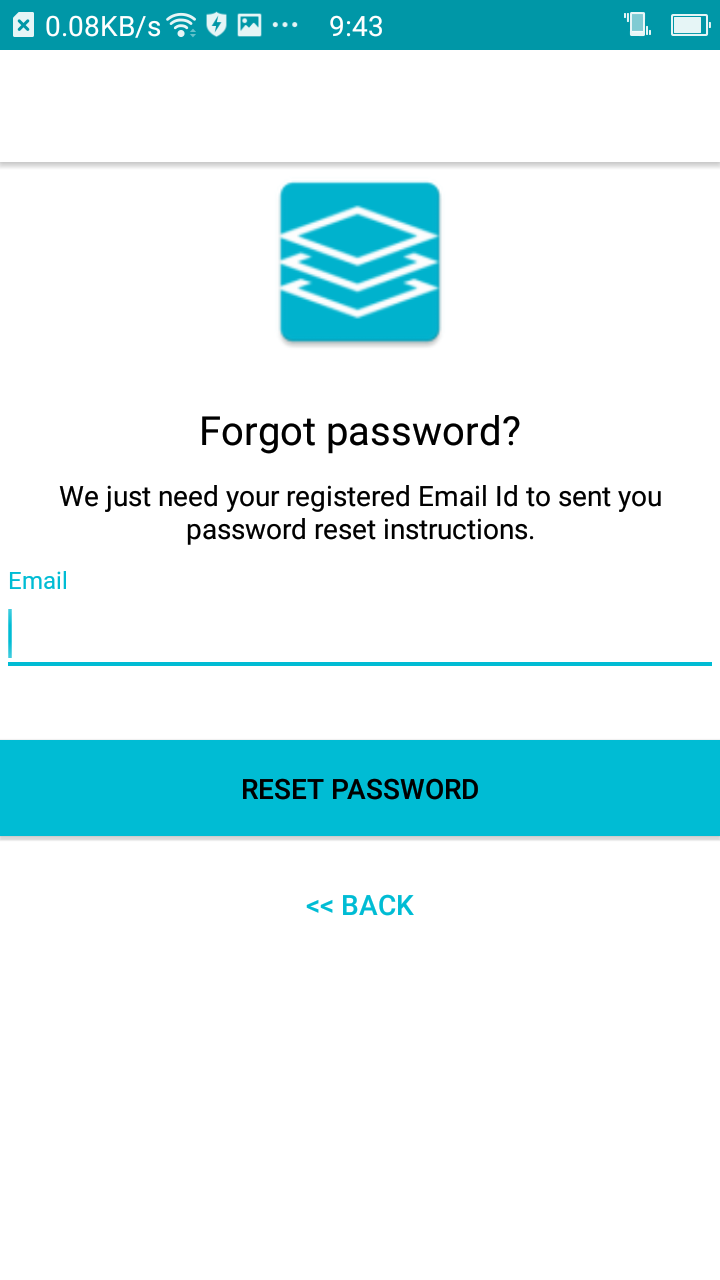 0.08KB/s ... 9:43
Forgot password?
We just need your registered Email Id to sent you
password reset instructions.
Email
RESET PASSWORD
<< BACK